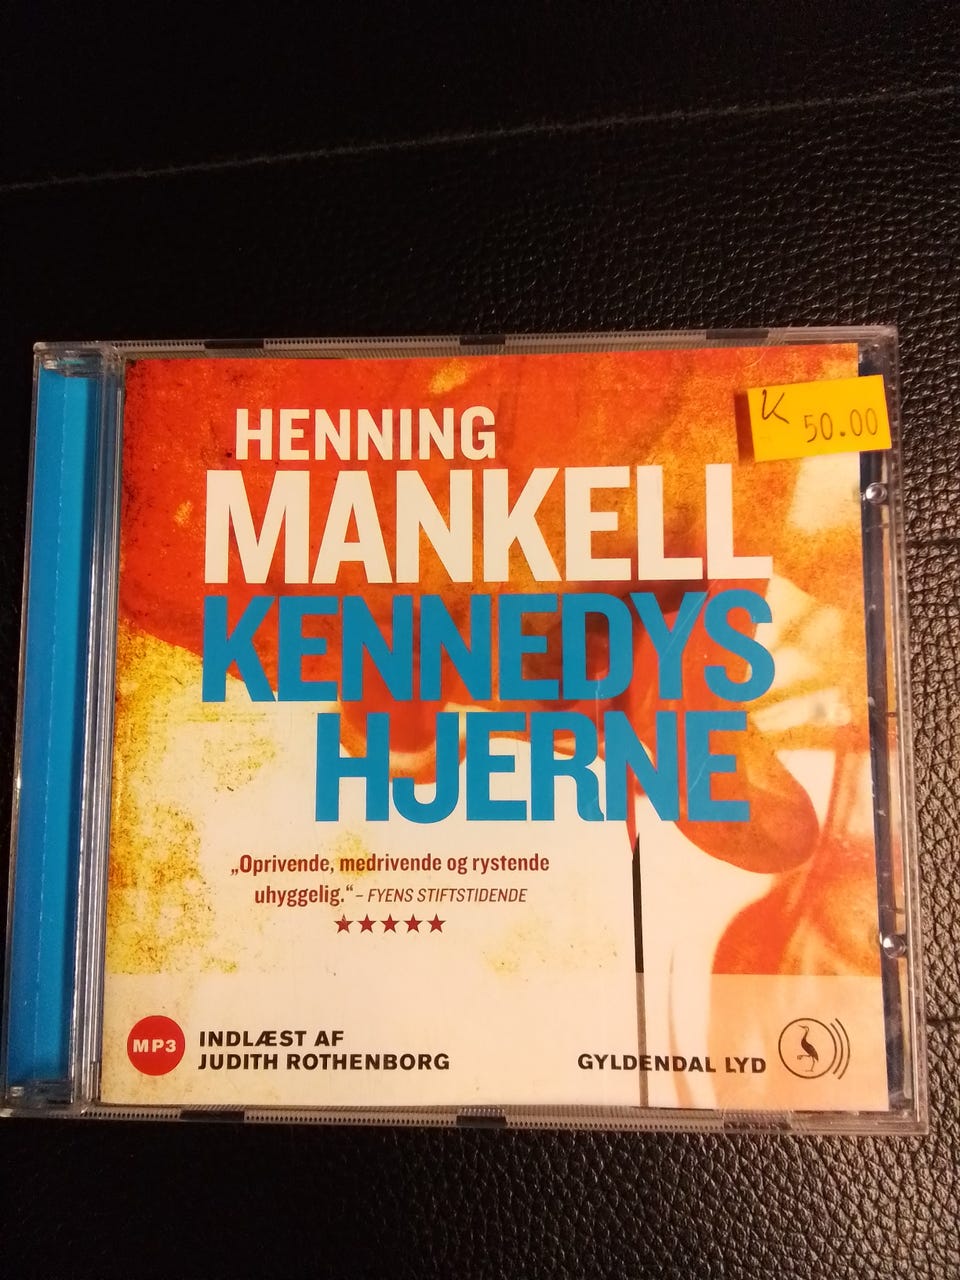 K 50.00
HENNING
MANKELL
KENNEDYS
HJERNE
„Oprivende, medrivende og rystende
uhyggelig.“ – FYENS STIFTSTIDENDE
★★★★★
MP3
INDLÆST AF
JUDITH ROTHENBORG
GYLDENDAL LYD